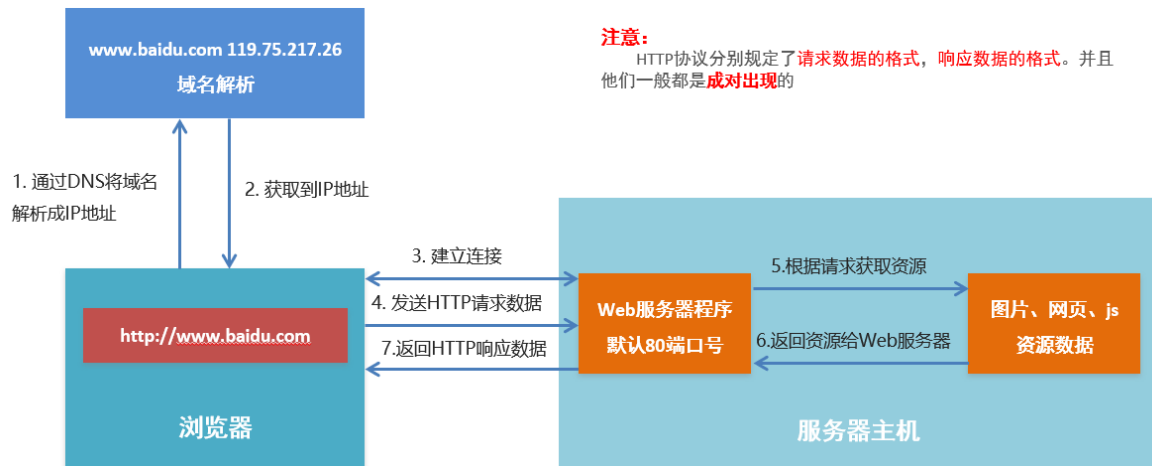 www.baidu.com 119.75.217.26
域名解析
注意：
HTTP协议分别规定了请求数据的格式，响应数据的格式。并且
他们一般都是成对出现的
1. 通过DNS将域名
解析成IP地址
2. 获取到IP地址
3. 建立连接
4. 发送HTTP请求数据
7.返回HTTP响应数据
http://www.baidu.com
浏览器
Web服务器程序
默认80端口号
5.根据请求获取资源
6.返回资源给Web服务器
图片、网页、js
资源数据
服务器主机